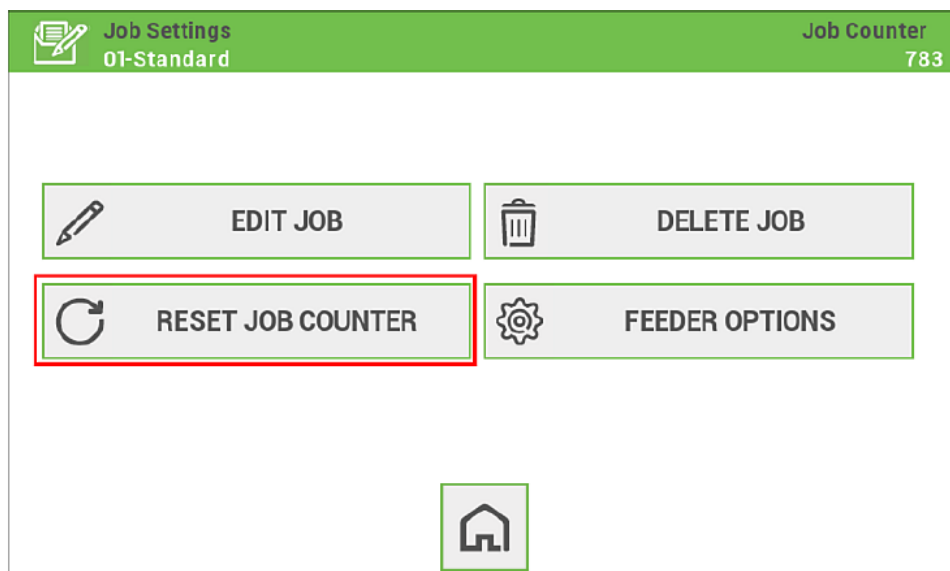 Job Settings
01-Standard
Job Counter
783
EDIT JOB
DELETE JOB
RESET JOB COUNTER
FEEDER OPTIONS